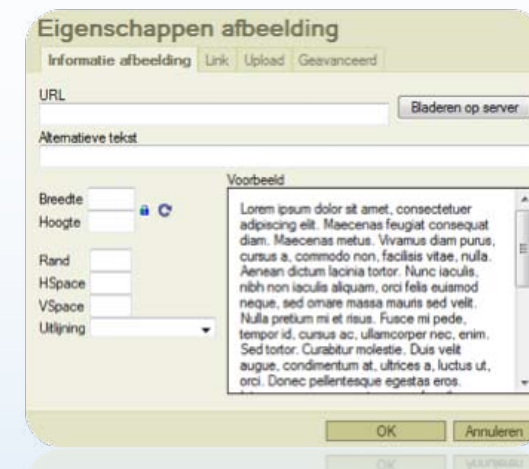 Eigenschappen afbeelding
Informatie afbeelding Link Upload Geavanceerd
URL
Bladeren op server
Alternatieve tekst
Voorbeeld
Breedte
Hoogte
Rand
HSpace
VSpace
Uitlijning
Lorem ipsum dolor sit amet, consectetuer
adipiscing elit. Maecenas feugiat consequat
diam. Maecenas metus. Vivamus diam purus,
cursus a, commodo non, facilisis vitae, nulla.
Aenean dictum lacinia tortor. Nunc iaculis,
nibh non iaculis aliquam, orci felis euismod
neque, sed ornare massa mauris sed velit.
Nulla pretium mi et risus. Fusce mi pede,
tempor id, cursus ac, ullamcorper nec, enim.
Sed tortor. Curabitur molestie. Duis velit
augue, condimentum at, ultrices a, luctus ut,
orci. Donec pellentesque egestas eros.
OK Annuleren